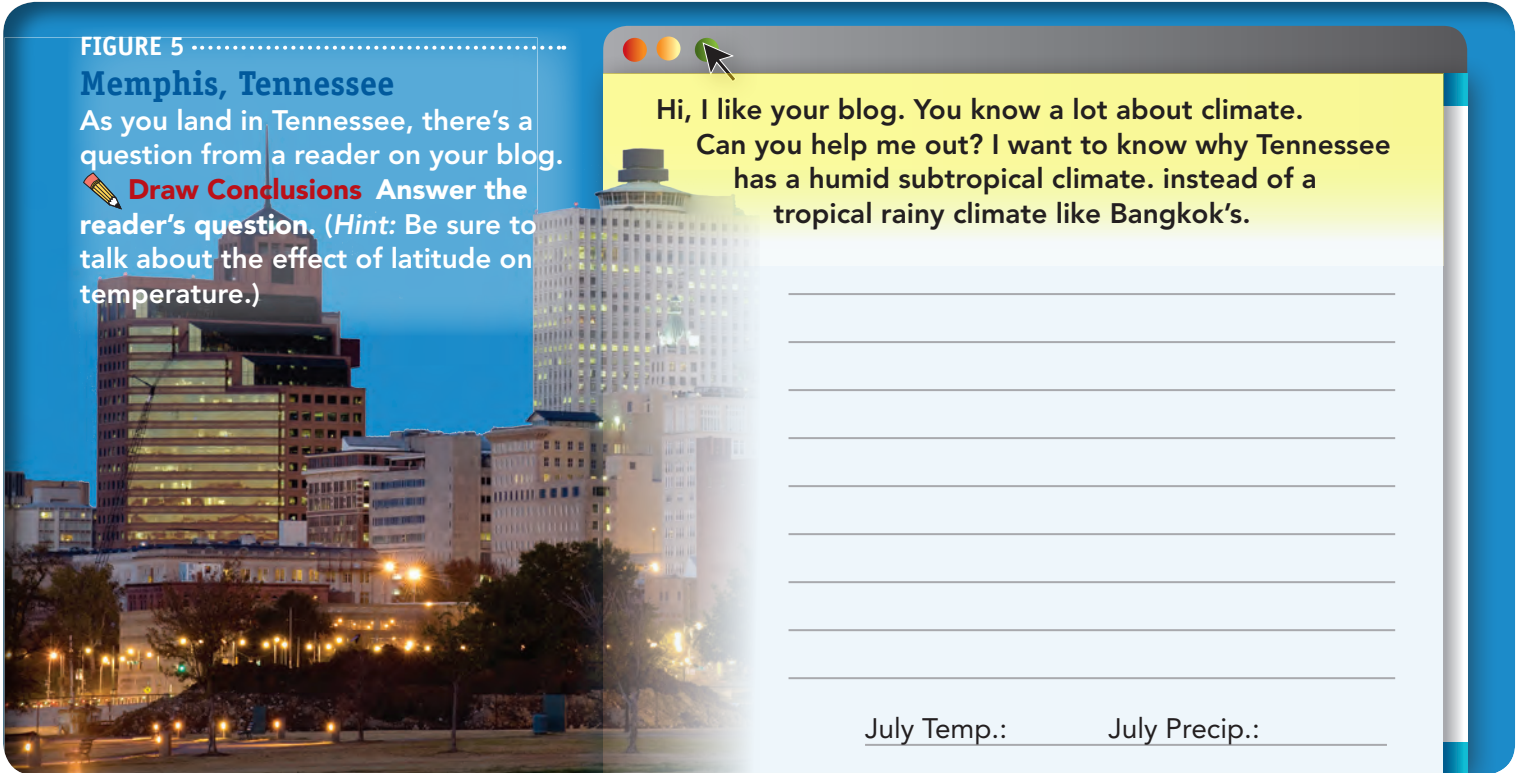 FIGURE 5
Memphis, Tennessee
As you land in Tennessee, there's a
question from a reader on your blog.
Draw Conclusions Answer the
reader's question. (Hint: Be sure to
talk about the effect of latitude on
temperature.)
Hi, I like your blog. You know a lot about climate.
Can you help me out? I want to know why Tennessee
has a humid subtropical climate. instead of a
tropical rainy climate like Bangkok's.
July Temp.: July Precip.: